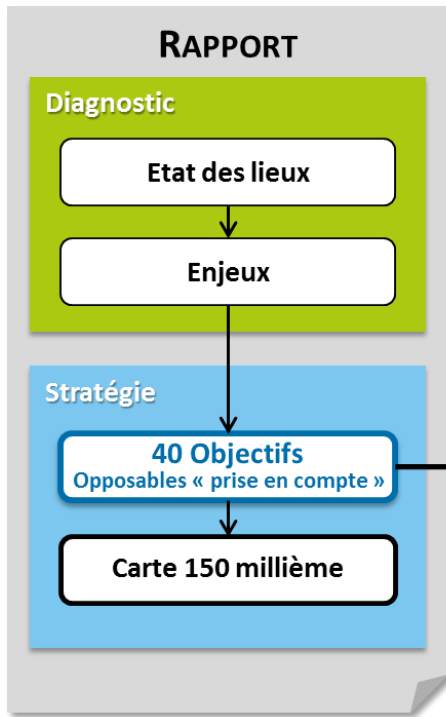 RAPPORT
Diagnostic
Etat des lieux
Enjeux
Stratégie
40 Objectifs
Opposables « prise en compte »
Carte 150 millième